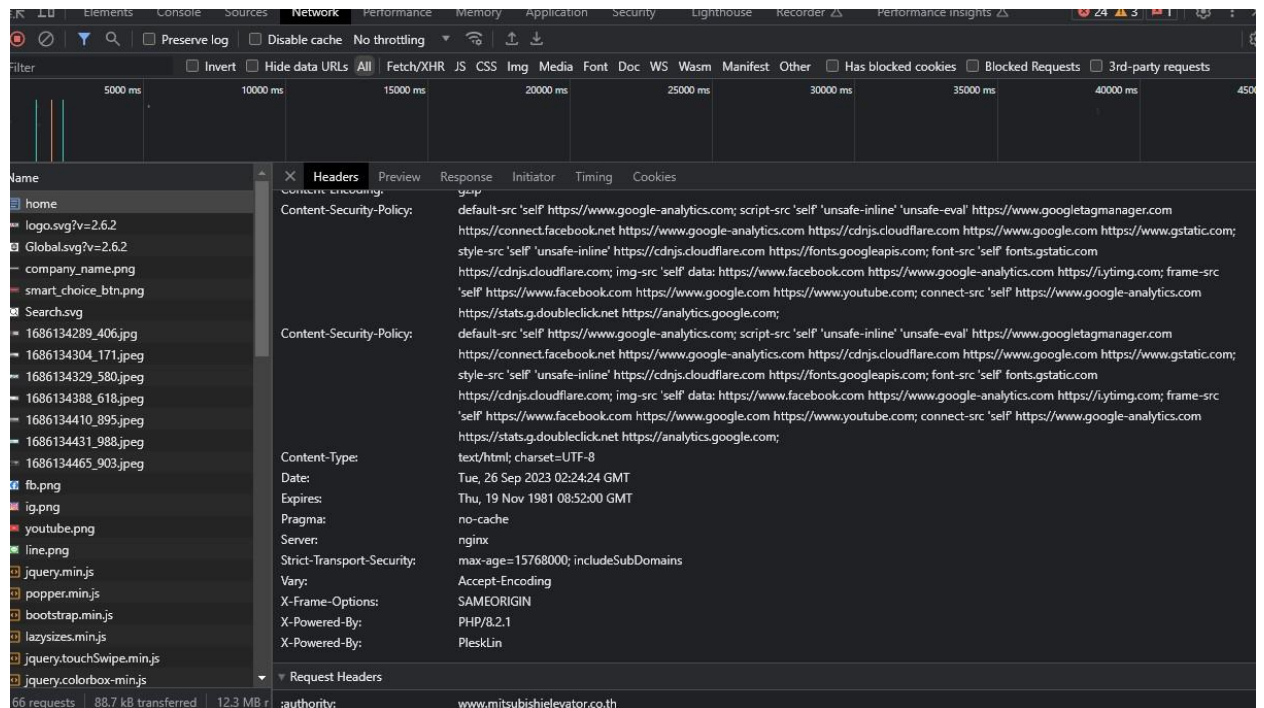 Elements Console Sources Network Performance Memory Application Security Lighthouse Recorder Performance insights 24 3 1
Preserve log Disable cache No throttling
Filter Invert Hide data URLs All Fetch/XHR JS CSS Img Media Font Doc WS Wasm Manifest Other Has blocked cookies Blocked Requests 3rd-party requests
5000 ms 10000 ms 15000 ms 20000 ms 25000 ms 30000 ms 35000 ms 40000 ms 4500
Name
home
logo.svg?v=2.6.2
Global.svg?v=2.6.2
company_name.png
smart_choice_btn.png
Search.svg
1686134289_406.jpg
1686134304_171.jpeg
1686134329_580.jpeg
1686134388_618.jpeg
1686134410_895.jpeg
1686134431_988.jpeg
1686134465_903.jpeg
fb.png
ig.png
youtube.png
line.png
jquery.min.js
popper.min.js
bootstrap.min.js
lazysizes.min.js
jquery.touchSwipe.min.js
jquery.colorbox-min.js
66 requests 88.7 kB transferred 12.3 MB r
Headers Preview Response Initiator Timing Cookies
Content-Encoding: gzip
Content-Security-Policy: default-src 'self' https://www.google-analytics.com; script-src 'self' 'unsafe-inline' 'unsafe-eval' https://www.googletagmanager.com
https://connect.facebook.net https://www.google-analytics.com https://cdnjs.cloudflare.com https://www.google.com https://www.gstatic.com;
style-src 'self' 'unsafe-inline' https://cdnjs.cloudflare.com https://fonts.googleapis.com; font-src 'self' fonts.gstatic.com
https://cdnjs.cloudflare.com; img-src 'self' data: https://www.facebook.com https://www.google-analytics.com https://i.ytimg.com; frame-src
'self' https://www.facebook.com https://www.google.com https://www.youtube.com; connect-src 'self' https://www.google-analytics.com
https://stats.g.doubleclick.net https://analytics.google.com;
Content-Security-Policy: default-src 'self' https://www.google-analytics.com; script-src 'self' 'unsafe-inline' 'unsafe-eval' https://www.googletagmanager.com
https://connect.facebook.net https://www.google-analytics.com https://cdnjs.cloudflare.com https://www.google.com https://www.gstatic.com;
style-src 'self' 'unsafe-inline' https://cdnjs.cloudflare.com https://fonts.googleapis.com; font-src 'self' fonts.gstatic.com
https://cdnjs.cloudflare.com; img-src 'self' data: https://www.facebook.com https://www.google-analytics.com https://i.ytimg.com; frame-src
'self' https://www.facebook.com https://www.google.com https://www.youtube.com; connect-src 'self' https://www.google-analytics.com
https://stats.g.doubleclick.net https://analytics.google.com;
Content-Type: text/html; charset=UTF-8
Date: Tue, 26 Sep 2023 02:24:24 GMT
Expires: Thu, 19 Nov 1981 08:52:00 GMT
Pragma: no-cache
Server: nginx
Strict-Transport-Security: max-age=15768000; includeSubDomains
Vary: Accept-Encoding
X-Frame-Options: SAMEORIGIN
X-Powered-By: PHP/8.2.1
X-Powered-By: PleskLin
Request Headers
:authority: www.mitsubishielevator.co.th